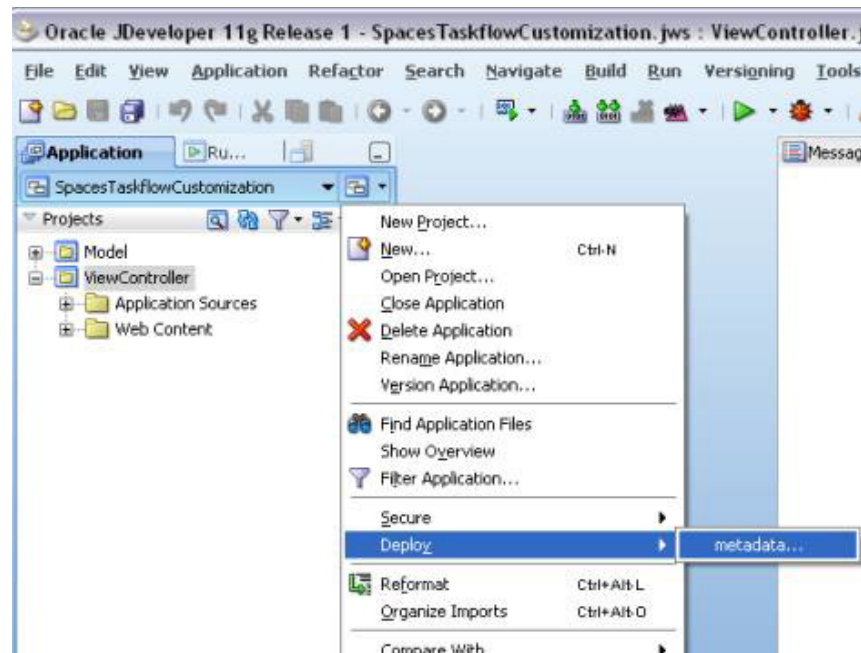 Oracle JDeveloper 11g Release 1 - SpacesTaskflowCustomization.jws : ViewController.j
File Edit View Application Refactor Search Navigate Build Run Versioning Tools
Application Ru... Messag
SpacesTaskflowCustomization
Projects
New Project...
Model
New... Ctrl-N
ViewController
Open Project...
Application Sources
Close Application
Web Content
Delete Application
Rename Application...
Version Application...
Find Application Files
Show Overview
Filter Application...
Secure
Deploy metadata...
Reformat Ctrl+Alt-L
Organize Imports Ctrl+Alt-O
Compare With